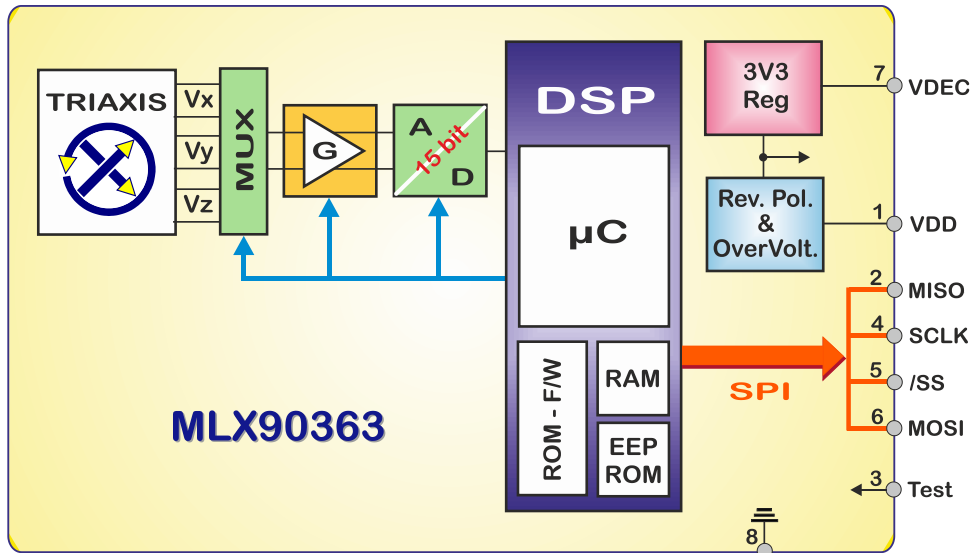 TRIAXIS
Vx
Vy
Vz
MUX
G
A
15 bit
D
DSP
µC
ROM - F/W
RAM
EEP
ROM
3V3
Reg
Rev. Pol.
&
OverVolt.
SPI
7 VDEC
1 VDD
2 MISO
4 SCLK
5 /SS
6 MOSI
3 Test
8
MLX90363